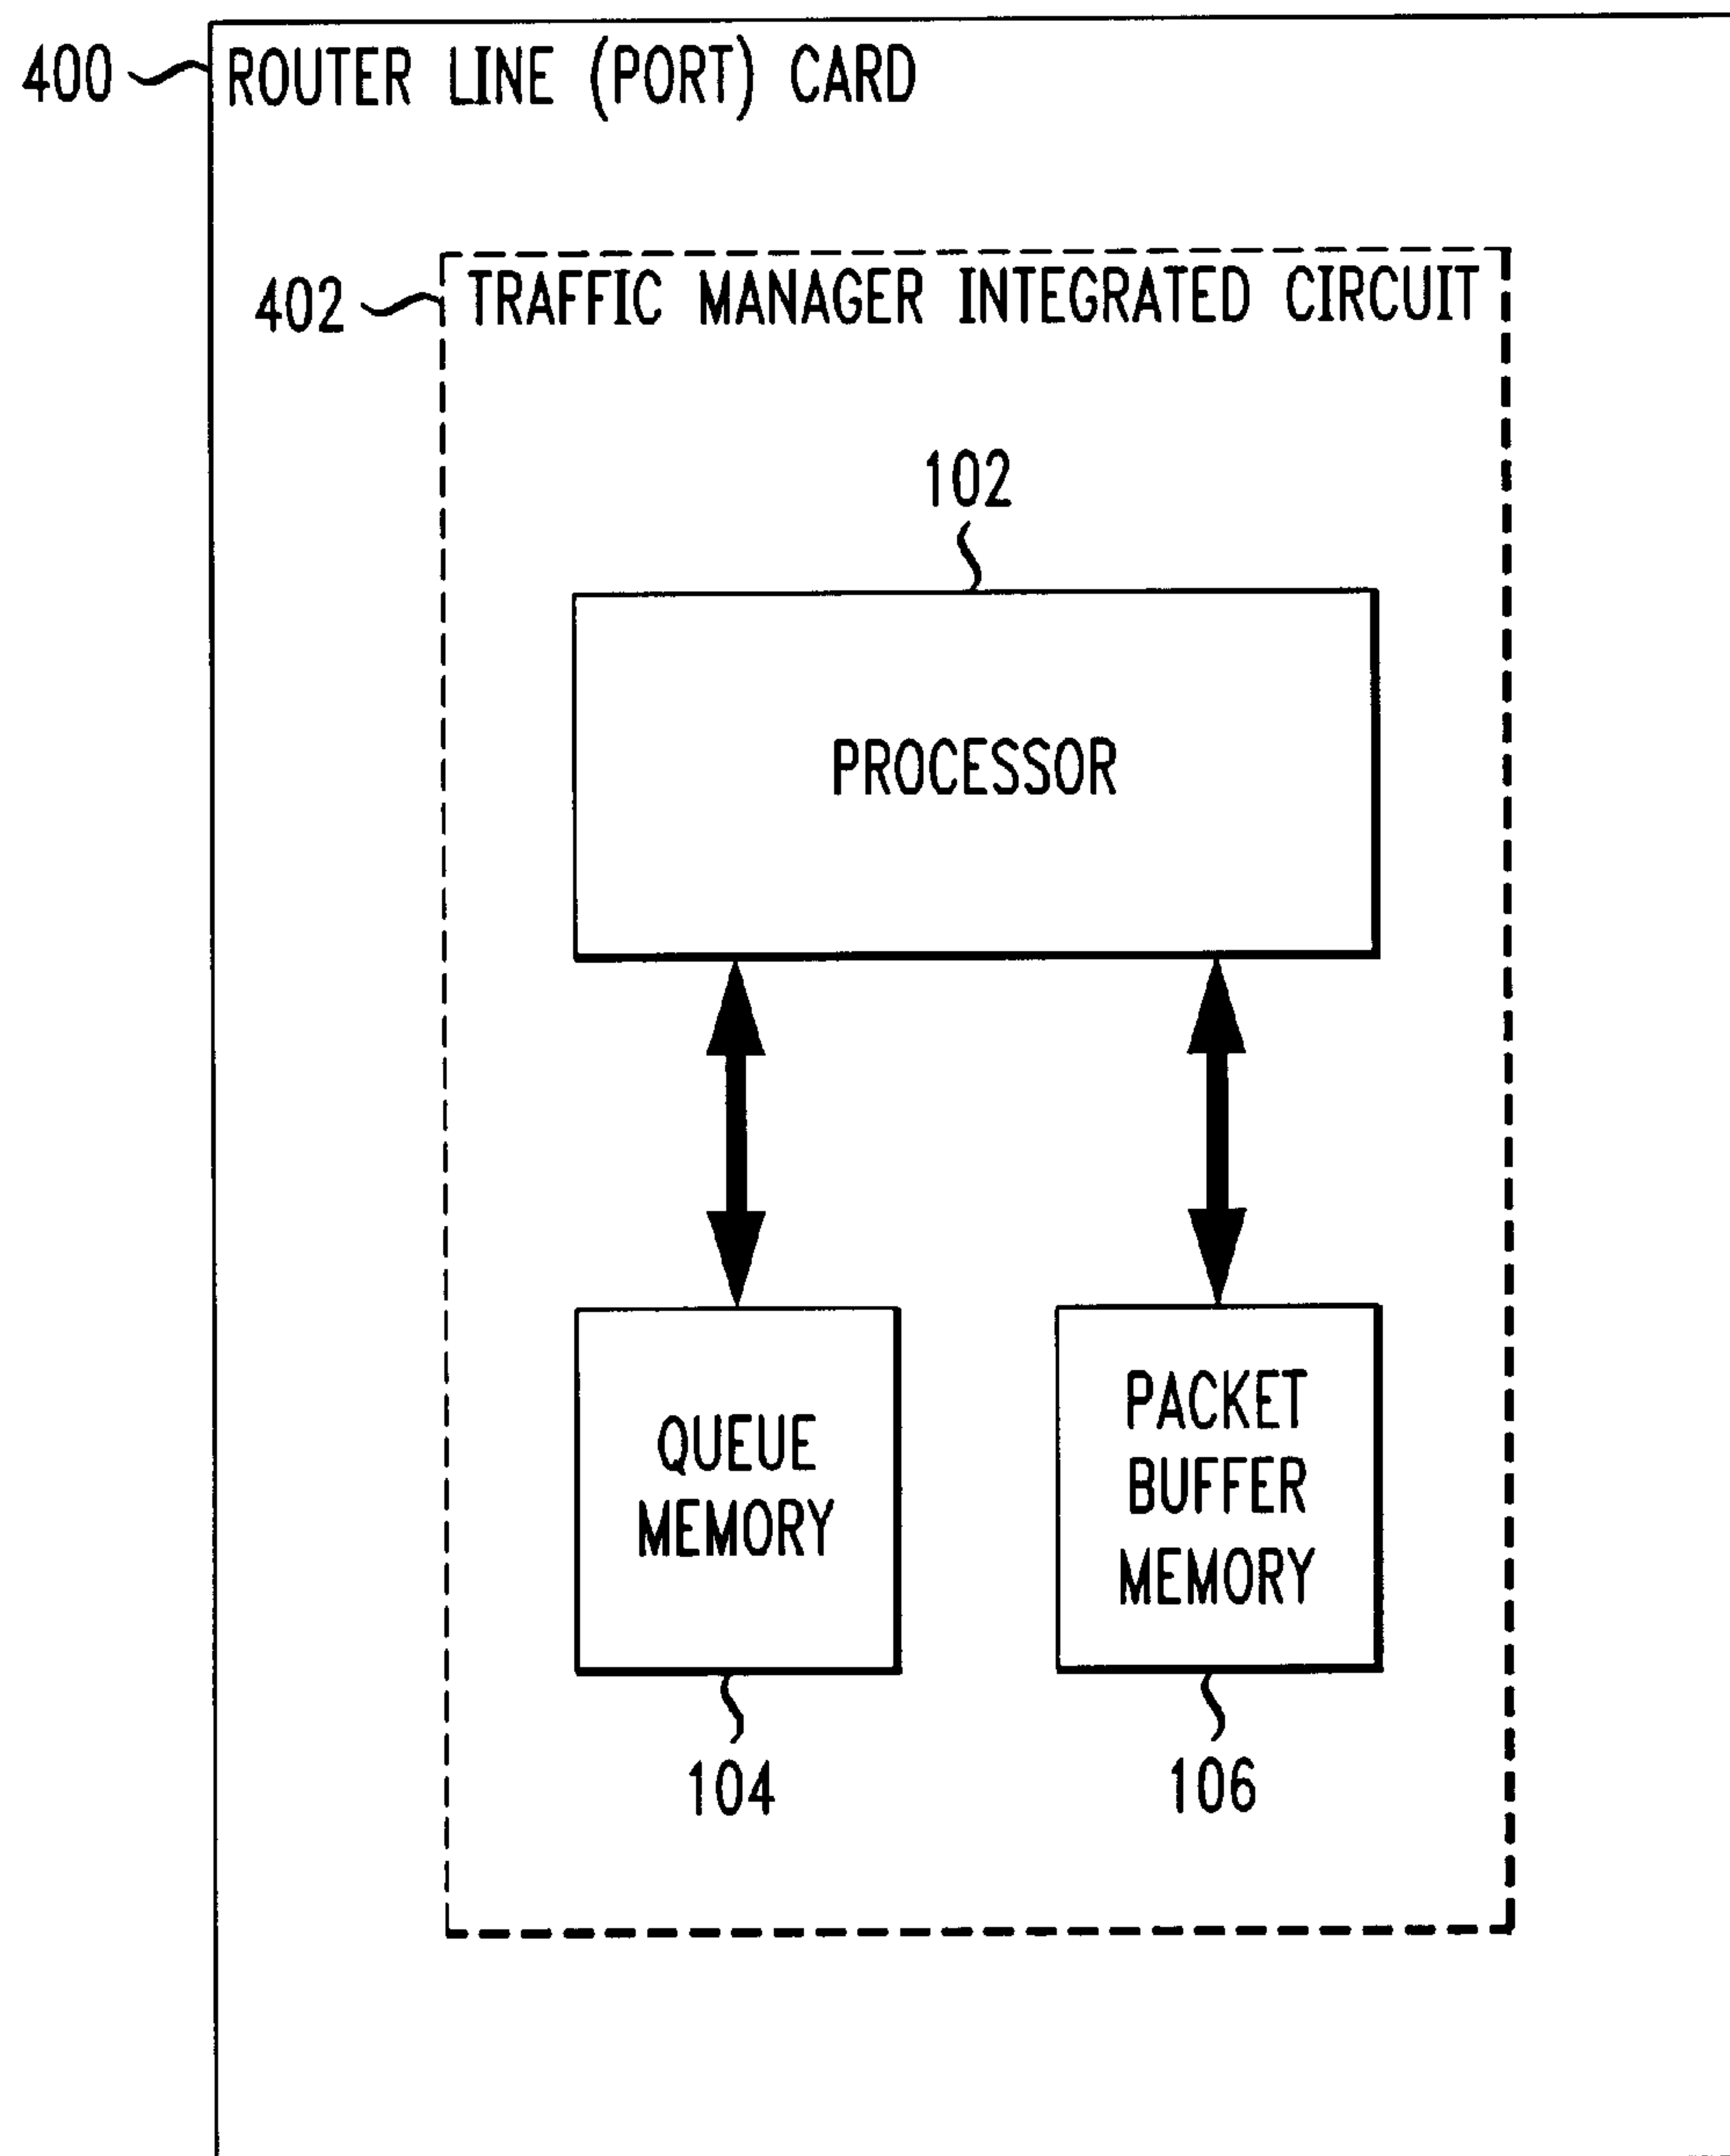 400 ROUTER LINE (PORT) CARD
402 TRAFFIC MANAGER INTEGRATED CIRCUIT
102
PROCESSOR
QUEUE
MEMORY
PACKET
BUFFER
MEMORY
104
106